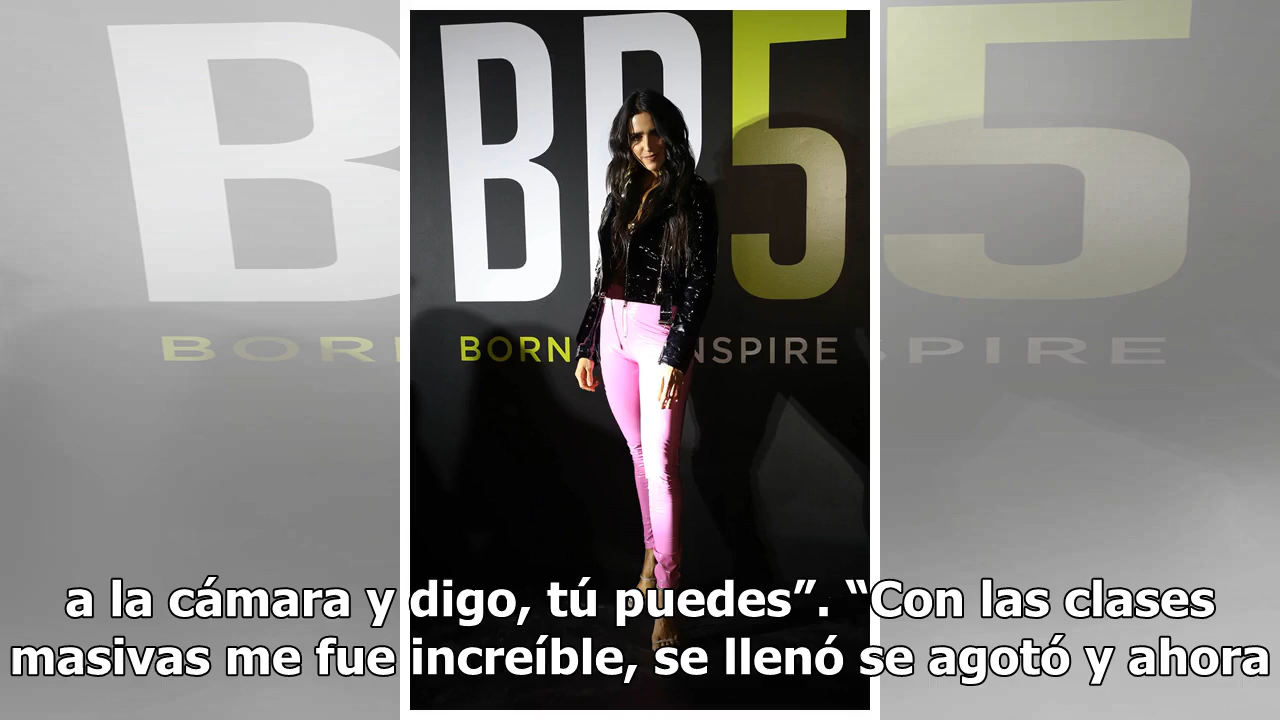 BR5
BORN INSPIRE
a la cámara y digo, tú puedes”. “Con las clases
masivas me fue increíble, se llenó se agotó y ahora